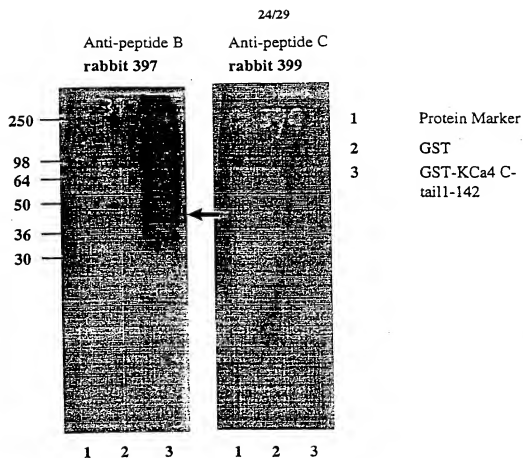 24/29
Anti-peptide B
rabbit 397
Anti-peptide C
rabbit 399
250
98
64
50
36
30
1 Protein Marker
2 GST
3 GST-KCa4 C-
tail1-142
1 2 3
1 2 3